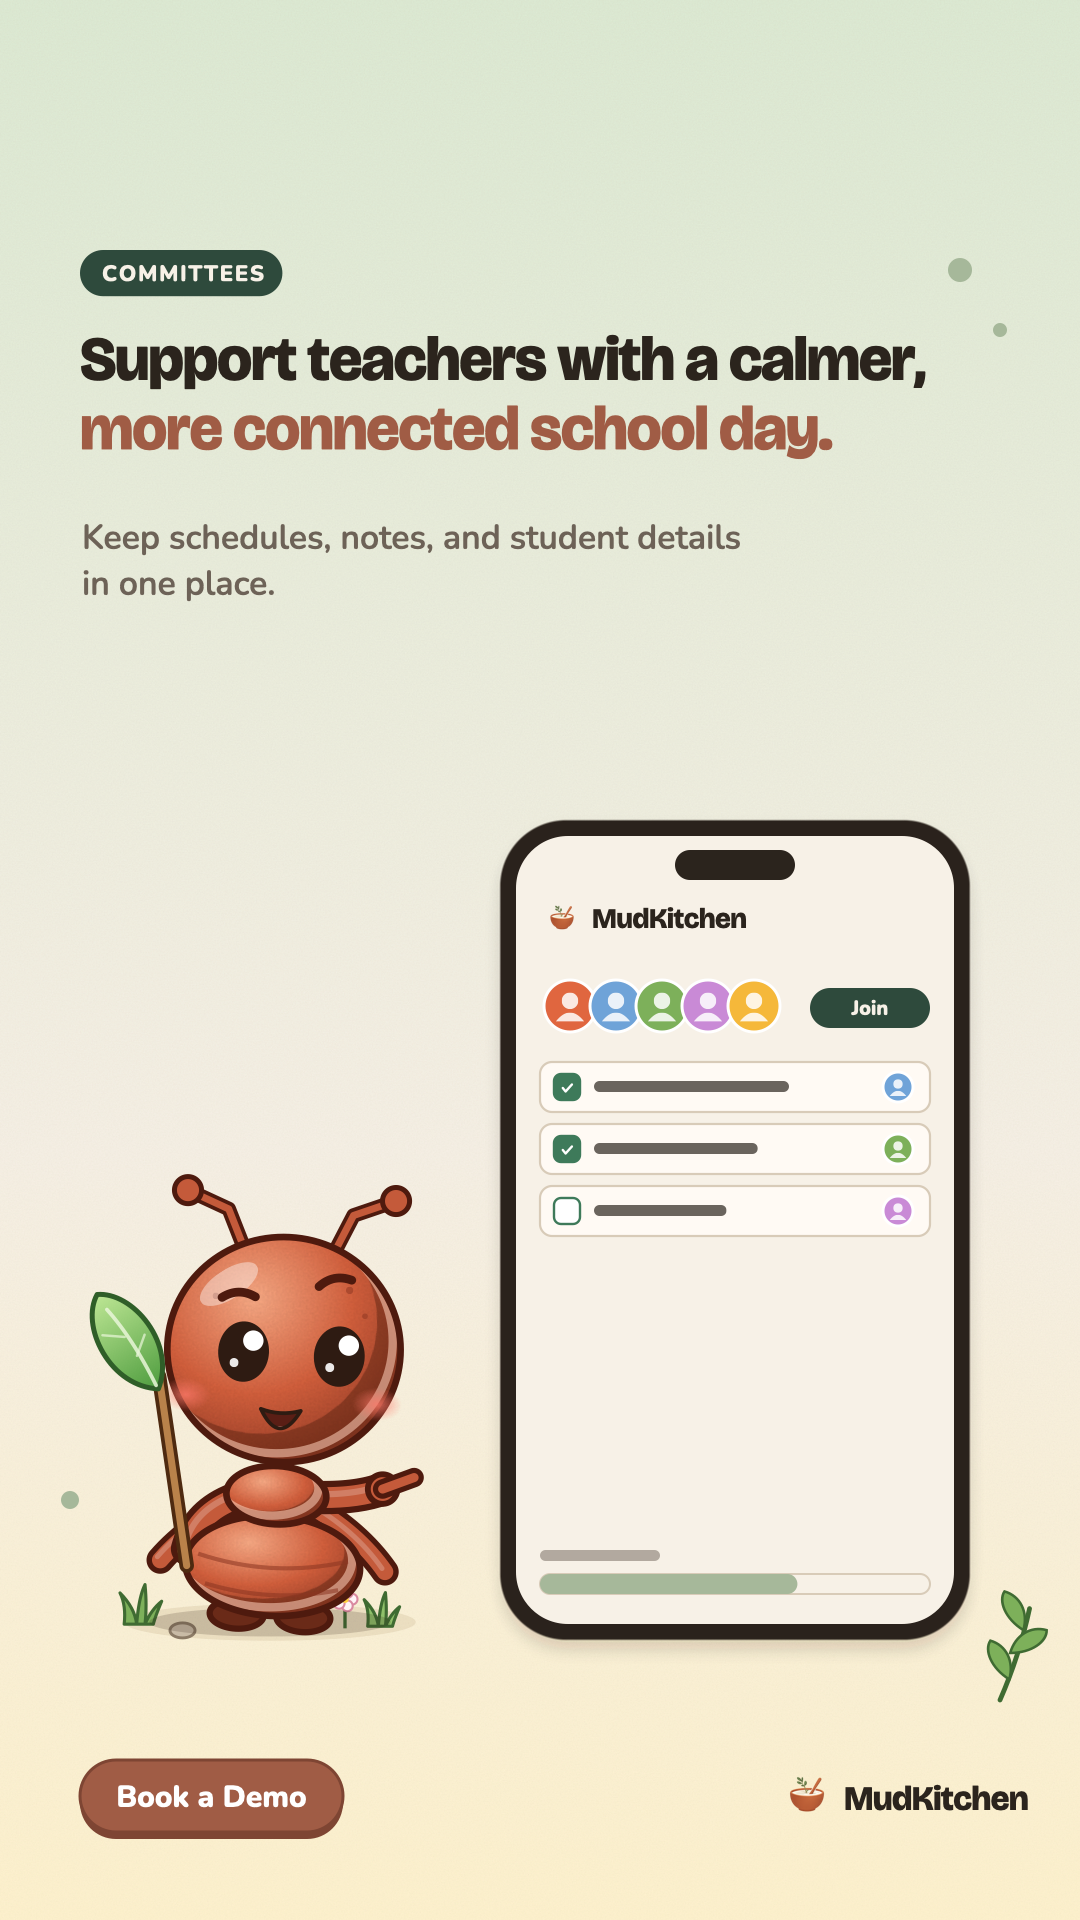 COMMITTEES
Support teachers with a calmer,
more connected school day.
Keep schedules, notes, and student details
in one place.
MudKitchen
Join
Book a Demo
MudKitchen